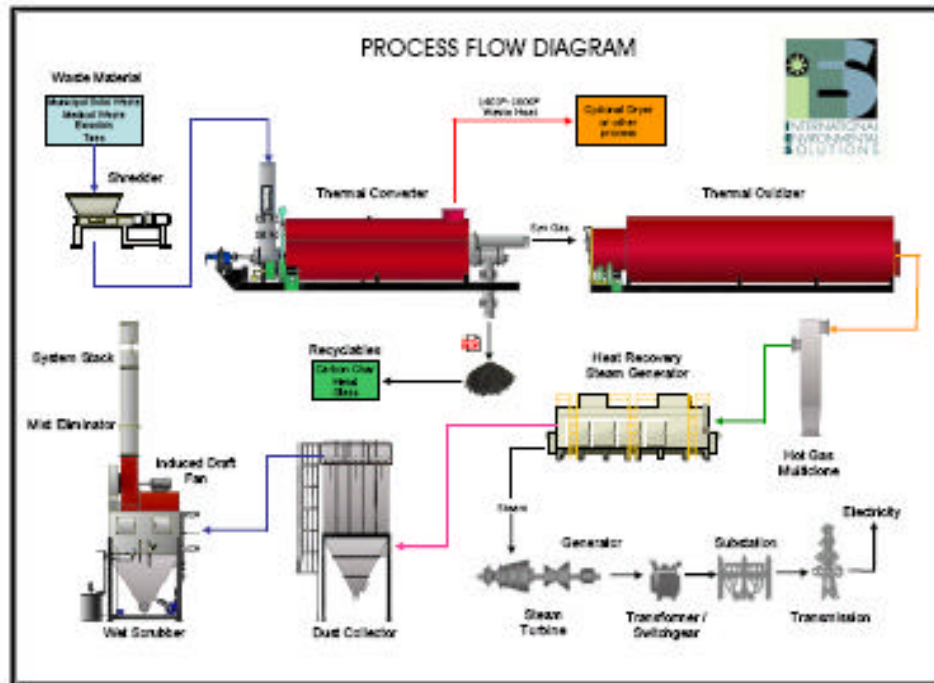 PROCESS FLOW DIAGRAM
INTERNATIONAL
ENVIRONMENTAL
SOLUTIONS
Waste Material
Municipal Solid Waste
Medical Waste
Tires
Shredder
Waste Heat
Optional Dryer
or other
process
Thermal Converter
Syn Gas
Thermal Oxidizer
Recyclables
Carbon Char
Metal
Glass
Heat Recovery
Steam Generator
Hot Gas
Multiclone
System Stack
Mist Eliminator
Induced Draft
Fan
Wet Scrubber
Dust Collector
Steam
Generator
Substation
Electricity
Steam
Turbine
Transformer /
Switchgear
Transmission